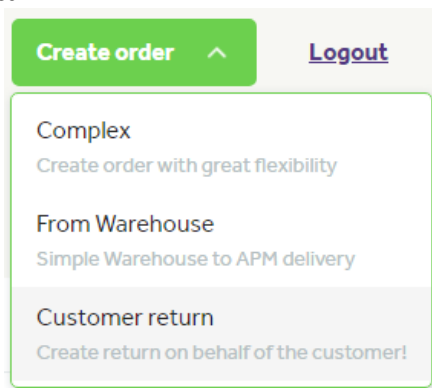 Create order Logout
Complex
Create order with great flexibility
From Warehouse
Simple Warehouse to APM delivery
Customer return
Create return on behalf of the customer!